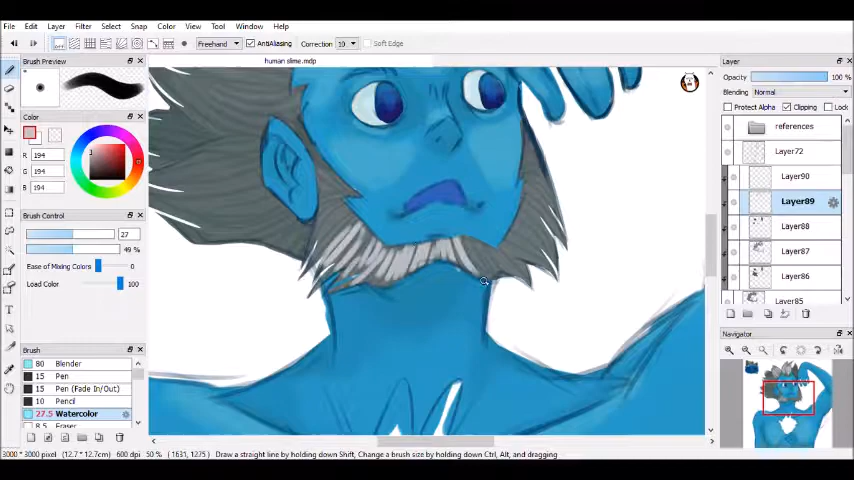 File Edit Layer Filter Select Snap Color View Tool Window Help
Freehand AntiAliasing Correction 10 Soft Edge
Brush Preview
human slime.mdp
Layer
Opacity 100 %
Blending Normal
Protect Alpha Clipping Lock
Color
R 194
G 171
B 194
references
Layer72
Layer90
Layer89
Layer88
Layer87
Layer86
Layer85
Brush Control
27
49 %
Ease of Mixing Colors 0
Load Color 100
Navigator
Brush
80 Blender
15 Pen
15 Pen (Fade In/Out)
10 Pencil
27.5 Watercolor
8.5 Eraser
3000 * 3000 pixel (12.7 * 12.7cm) 600 dpi 50 % (1631, 1275) Draw a straight line by holding down Shift, Change a brush size by holding down Ctrl, Alt, and dragging